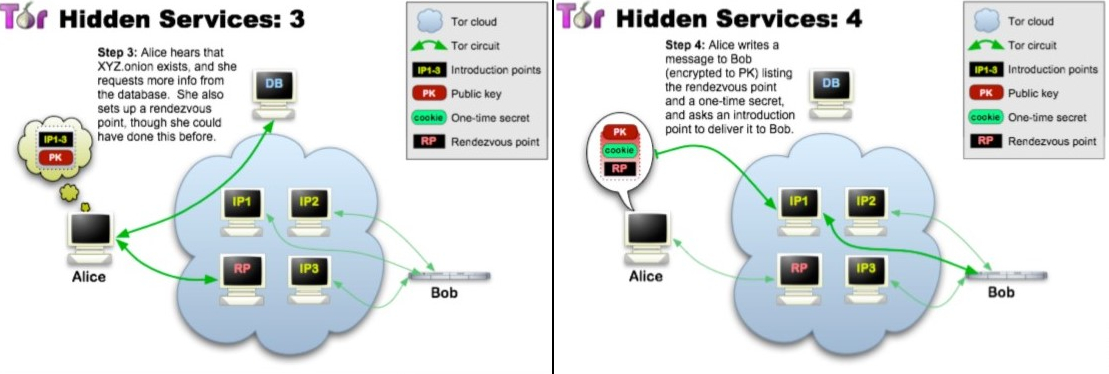 Tor Hidden Services: 3
Step 3: Alice hears that
XYZ.onion exists, and she
requests more info from
the database. She also
sets up a rendezvous
point, though she could
have done this before.
DB
Tor cloud
Tor circuit
IP1-3 Introduction points
PK Public key
cookie One-time secret
RP Rendezvous point
IP1-3
PK
IP1
IP2
RP
IP3
Alice
Bob
Tor Hidden Services: 4
Step 4: Alice writes a
message to Bob
(encrypted to PK) listing
the rendezvous point
and a one-time secret,
and asks an introduction
point to deliver it to Bob.
DB
Tor cloud
Tor circuit
IP1-3 Introduction points
PK Public key
cookie One-time secret
RP Rendezvous point
PK
cookie
RP
IP1
IP2
RP
IP3
Alice
Bob